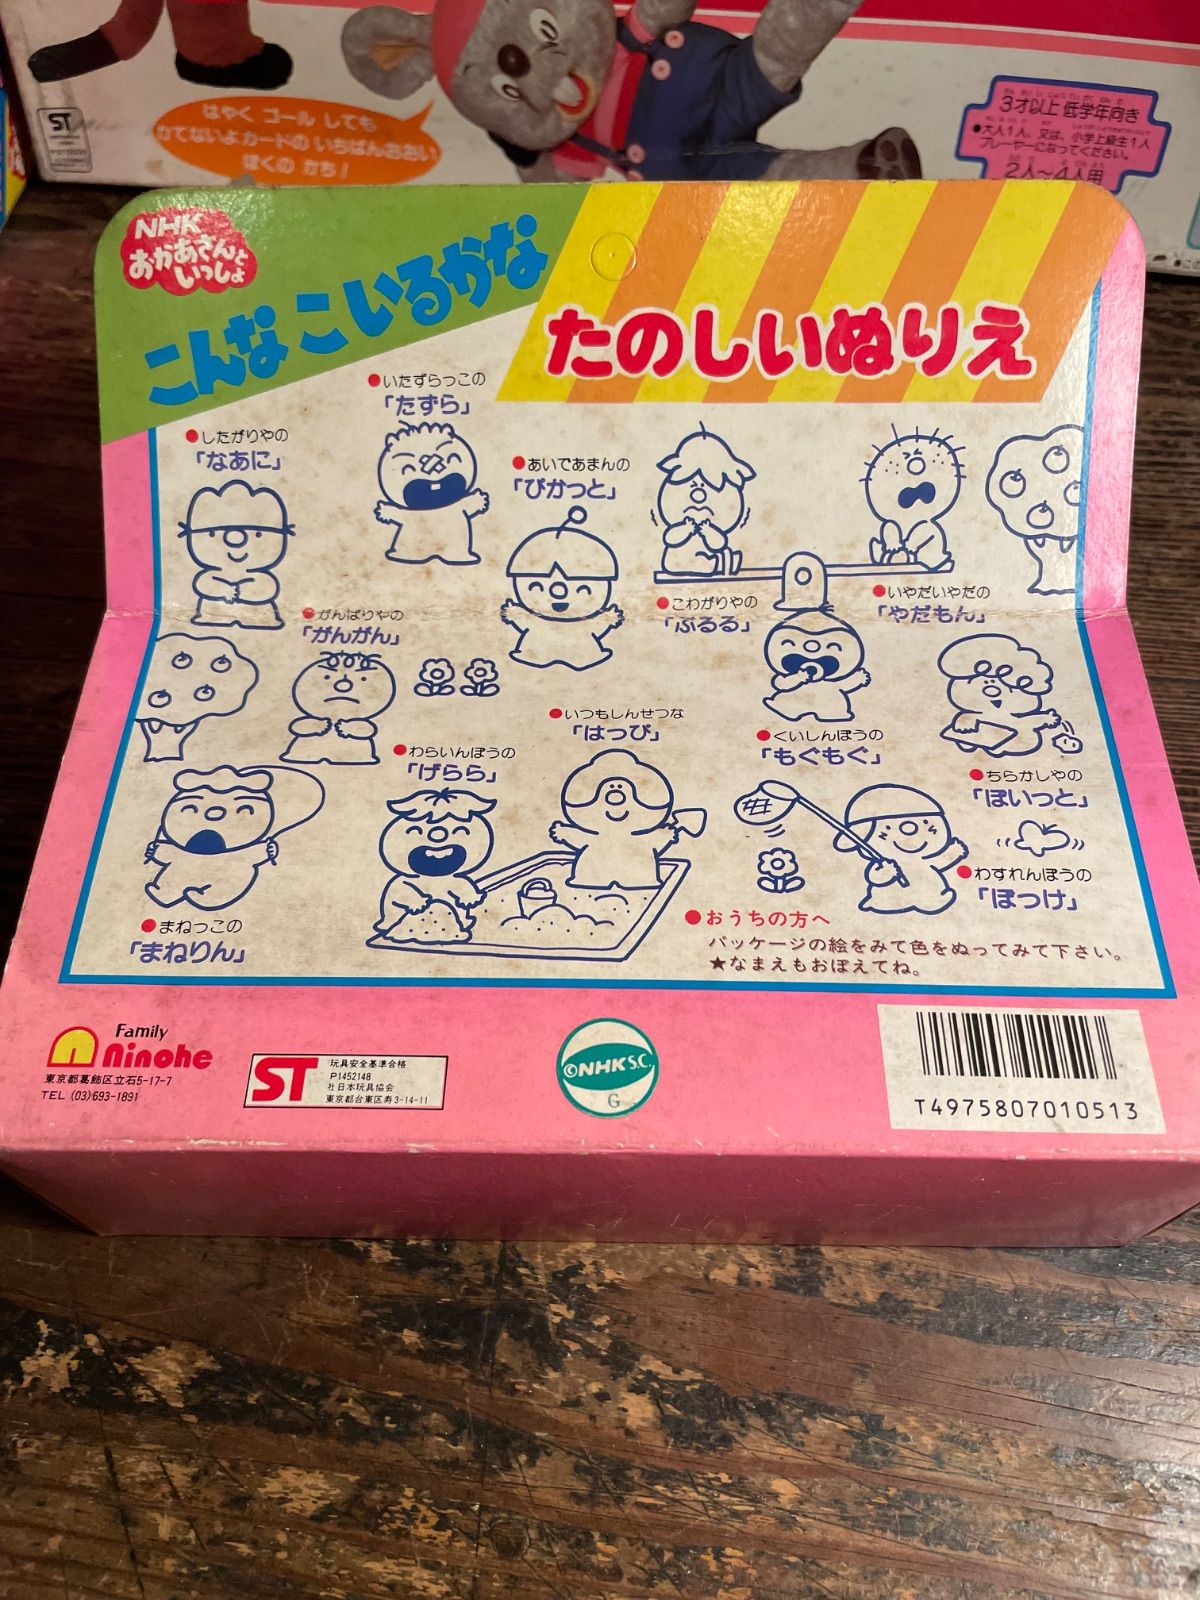 はやく コール しても
かてないよ カードの いちばんおおい
ぼくの かち!
ST
3才以上 低学年向き
●大人1人、又は、小学上級生1人
プレーヤーになってください。
2人〜4人用
NHK
おかあさんと
いっしょ
こんなこいるかな
たのしいぬりえ
●いたずらっこの
「たずら」
●したがりやの
「なあに」
●あいであまんの
「ぴかっと」
●こわがりやの
「ぶるる」
●いやだいやだの
「やだもん」
●がんばりやの
「がんがん」
●いつもしんせつな
「はっぴ」
●わらいんぼうの
「げらら」
●くいしんぼうの
「もぐもぐ」
●ちらかしやの
「ぽいっと」
●わすれんぼうの
「ぽっけ」
●まねっこの
「まねりん」
●おうちの方へ
パッケージの絵をみて色をぬってみて下さい。
★なまえもおぼえてね。
Family
Ninohe
東京都葛飾区立石5-17-7
TEL (03)693-1891
ST
玩具安全基準合格
P1452148
社日本玩具協会
東京都台東区寿3-14-11
©NHK S.C.
G
T4975807010513